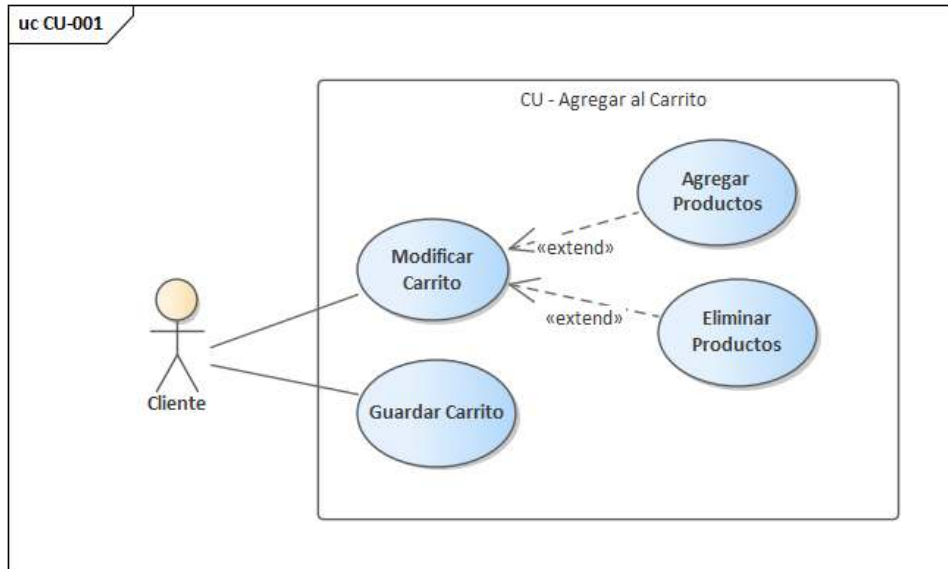 uc CU-001
CU - Agregar al Carrito
Agregar
Productos
Modificar
Carrito
«extend»
«extend»
Eliminar
Productos
Cliente
Guardar Carrito